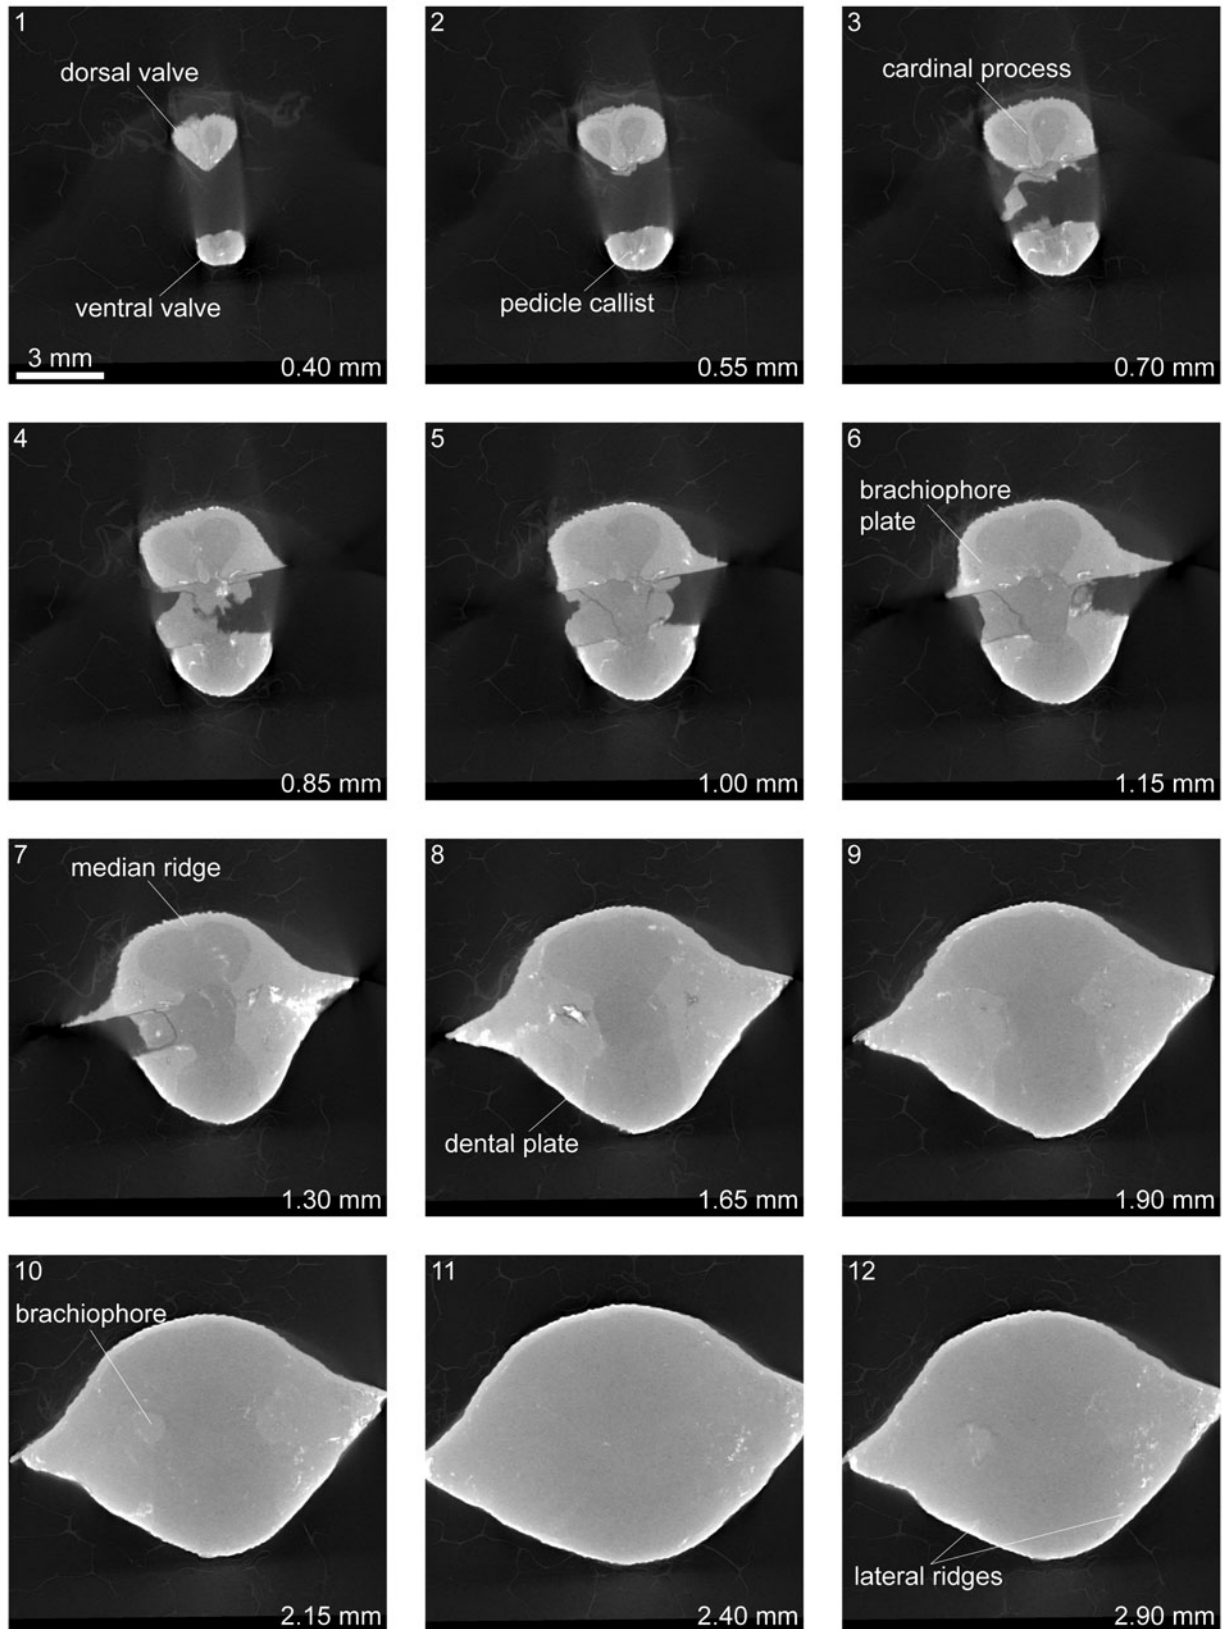 1
dorsal valve
ventral valve
3 mm
0.40 mm
2
pedicle callist
0.55 mm
3
cardinal process
0.70 mm
4
0.85 mm
5
1.00 mm
6
brachiophore
plate
1.15 mm
7
median ridge
1.30 mm
8
dental plate
1.65 mm
9
1.90 mm
10
brachiophore
2.15 mm
11
2.40 mm
12
lateral ridges
2.90 mm